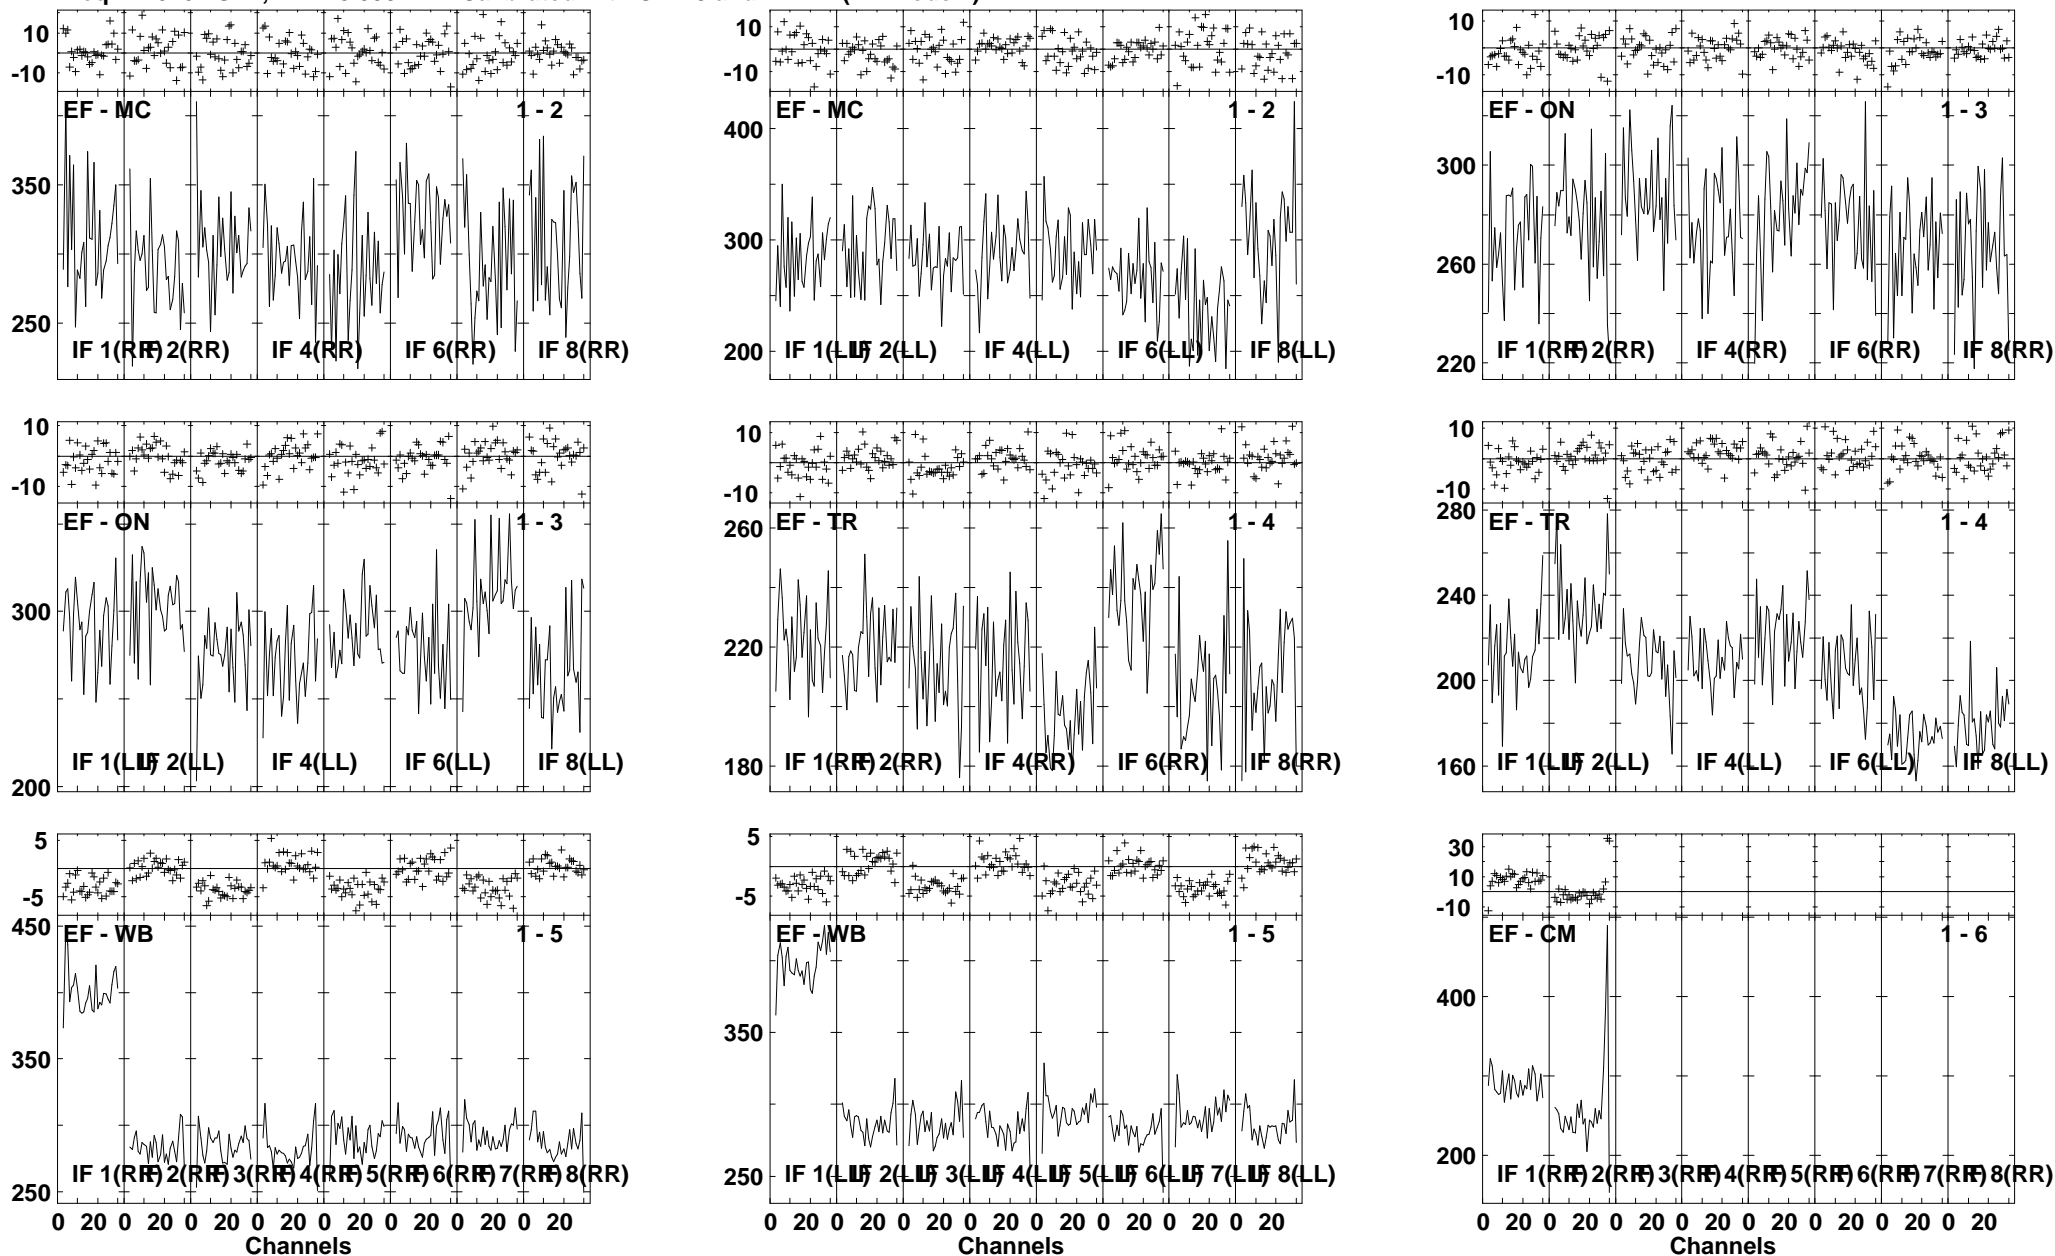 10
-10
EF - MC 1 - 2
350
250
IF 1(RR) IF 2(RR) IF 4(RR) IF 6(RR) IF 8(RR)
10
-10
EF - MC 1 - 2
400
300
200
IF 1(LL) IF 2(LL) IF 4(LL) IF 6(LL) IF 8(LL)
10
-10
EF - ON 1 - 3
300
260
220
IF 1(RR) IF 2(RR) IF 4(RR) IF 6(RR) IF 8(RR)
10
-10
EF - ON 1 - 3
300
200
IF 1(LL) IF 2(LL) IF 4(LL) IF 6(LL) IF 8(LL)
10
-10
EF - TR 1 - 4
260
220
180
IF 1(RR) IF 2(RR) IF 4(RR) IF 6(RR) IF 8(RR)
10
-10
EF - TR 1 - 4
280
240
200
160
IF 1(LL) IF 2(LL) IF 4(LL) IF 6(LL) IF 8(LL)
5
-5
EF - WB 1 - 5
450
350
250
IF 1(RR) IF 2(RR) IF 3(RR) IF 4(RR) IF 5(RR) IF 6(RR) IF 7(RR) IF 8(RR)
0 20 0 20 0 20 0 20 0 20 0 20 0 20 0 20
Channels
5
-5
EF - WB 1 - 5
350
250
IF 1(LL) IF 2(LL) IF 3(LL) IF 4(LL) IF 5(LL) IF 6(LL) IF 7(LL) IF 8(LL)
0 20 0 20 0 20 0 20 0 20 0 20 0 20 0 20
Channels
30
10
-10
EF - CM 1 - 6
400
200
IF 1(RR) IF 2(RR) IF 3(RR) IF 4(RR) IF 5(RR) IF 6(RR) IF 7(RR) IF 8(RR)
0 20 0 20 0 20 0 20 0 20 0 20 0 20 0 20
Channels